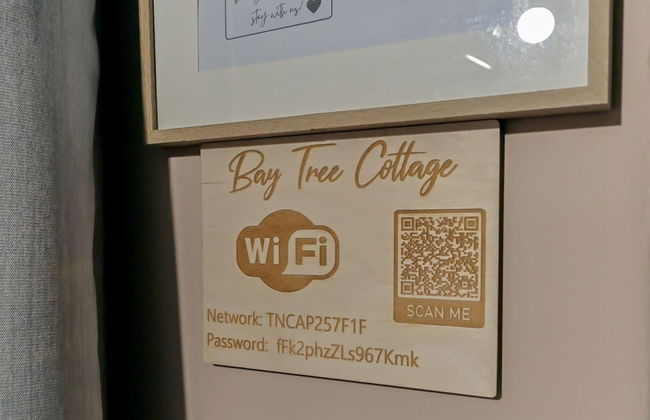 stay with us!
Bay Tree Cottage
WiFi
SCAN ME
Network: TNCAP257F1F
Password: fFk2phzZLs967Kmk